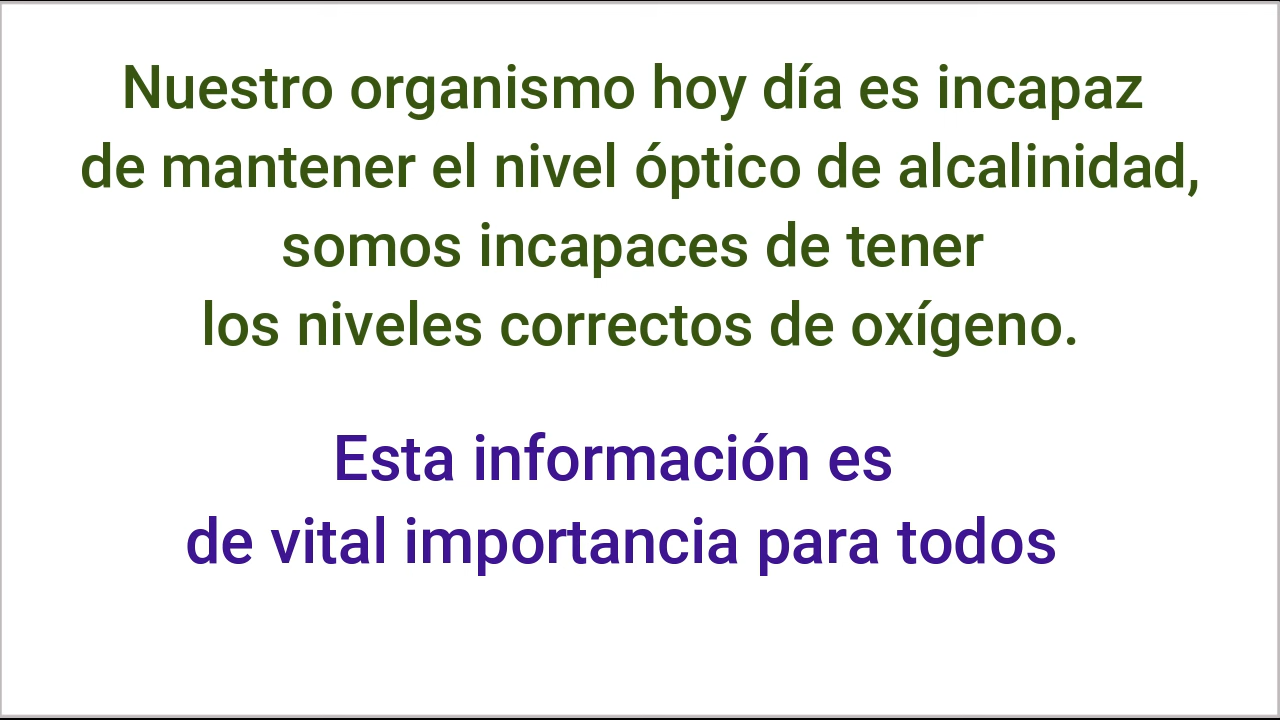 Nuestro organismo hoy día es incapaz
de mantener el nivel óptico de alcalinidad,
somos incapaces de tener
los niveles correctos de oxígeno.
Esta información es
de vital importancia para todos